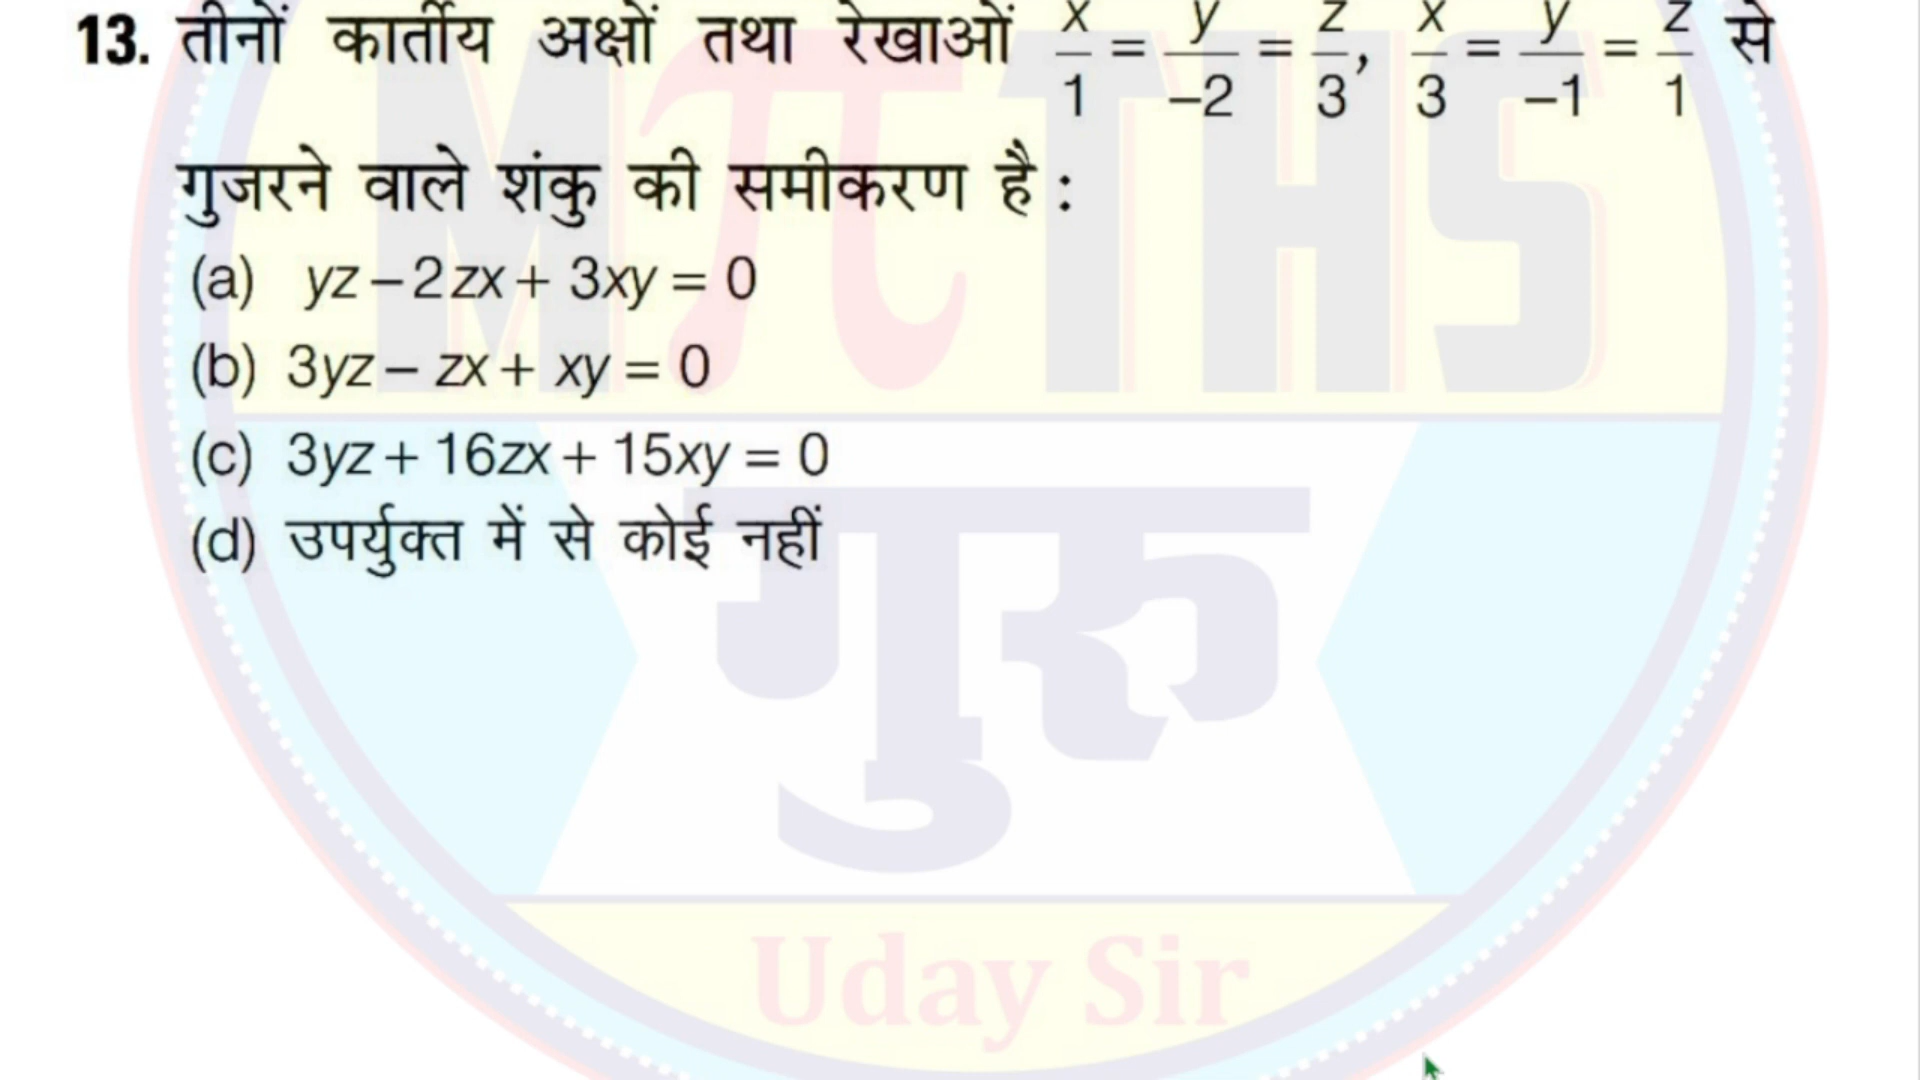 13. तीनों कार्तीय अक्षों तथा रेखाओं x/1 = y/-2 = z/3, x/3 = y/-1 = z/1 से
गुजरने वाले शंकु की समीकरण है :
(a) yz – 2zx + 3xy = 0
(b) 3yz – zx + xy = 0
(c) 3yz + 16zx + 15xy = 0
(d) उपर्युक्त में से कोई नहीं
MπTHS
गुरु
Uday Sir